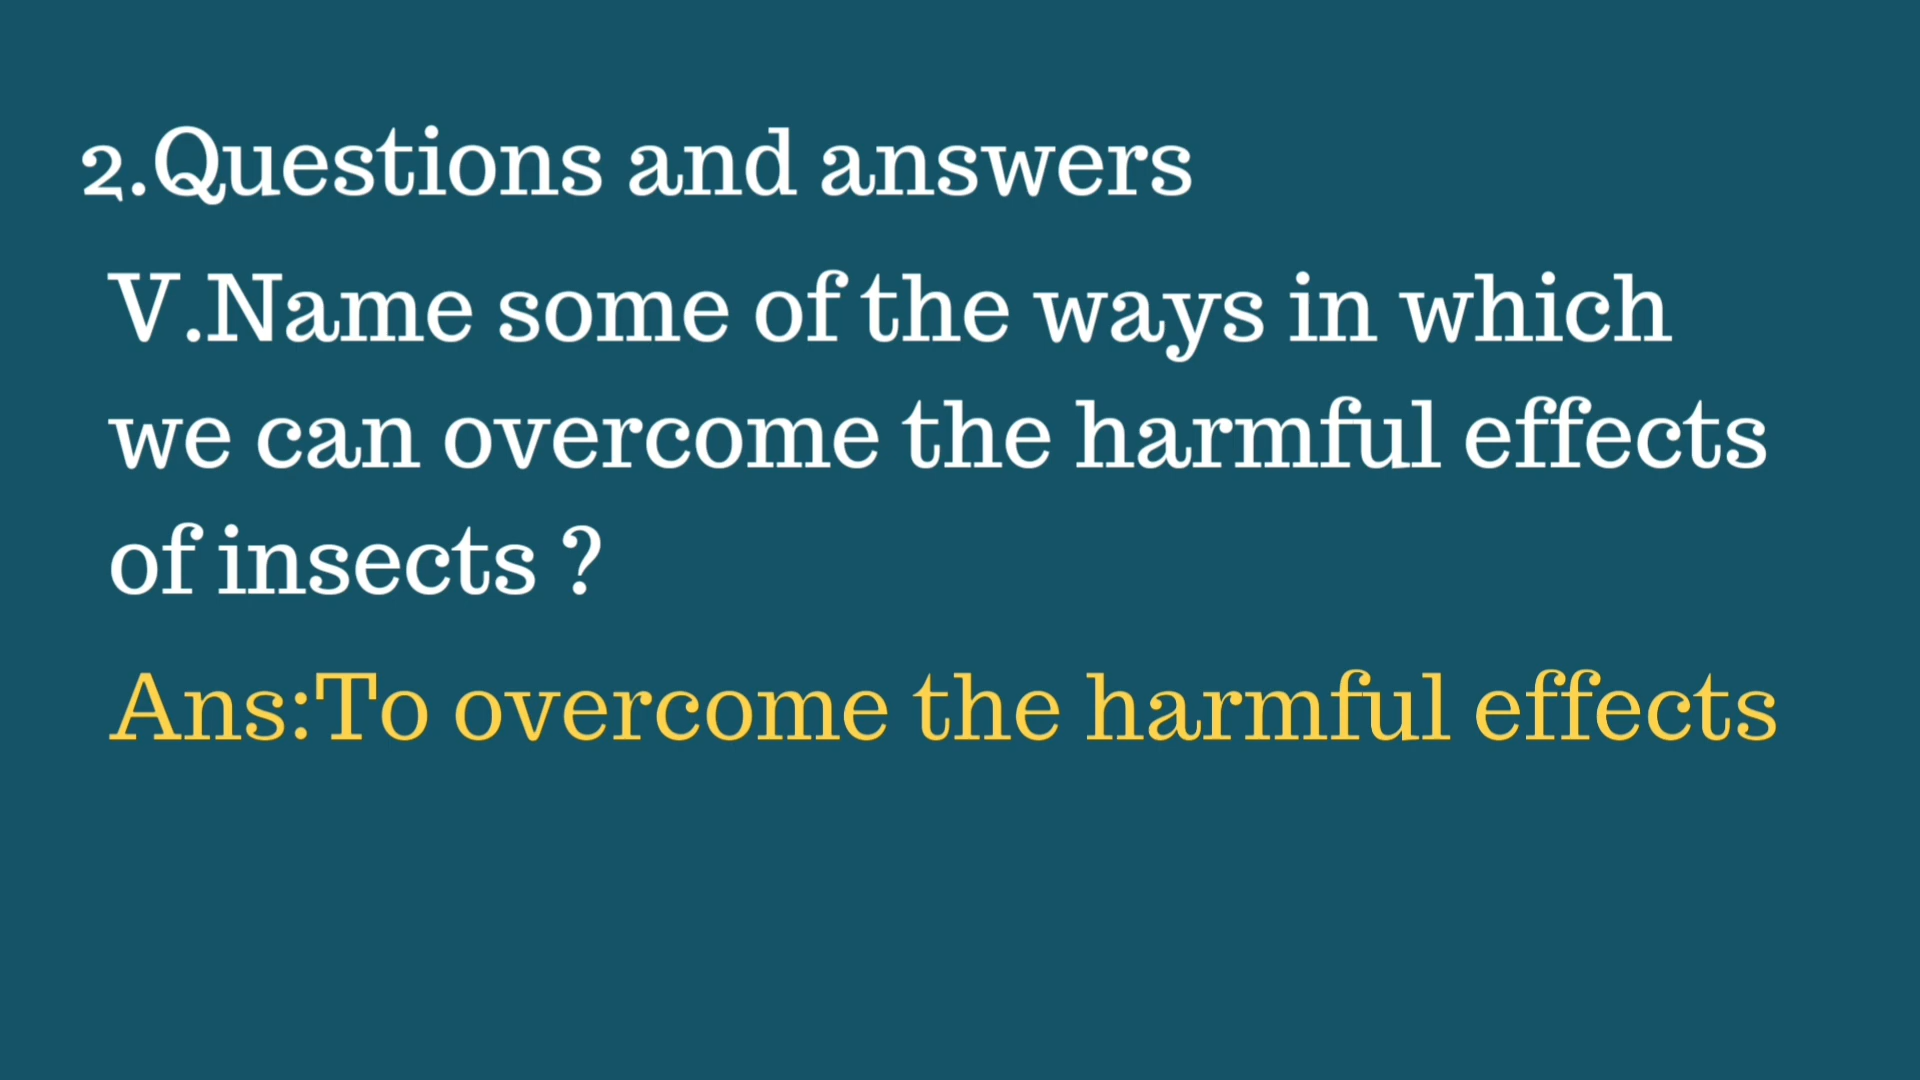 2.Questions and answers
V.Name some of the ways in which
we can overcome the harmful effects
of insects ?
Ans:To overcome the harmful effects